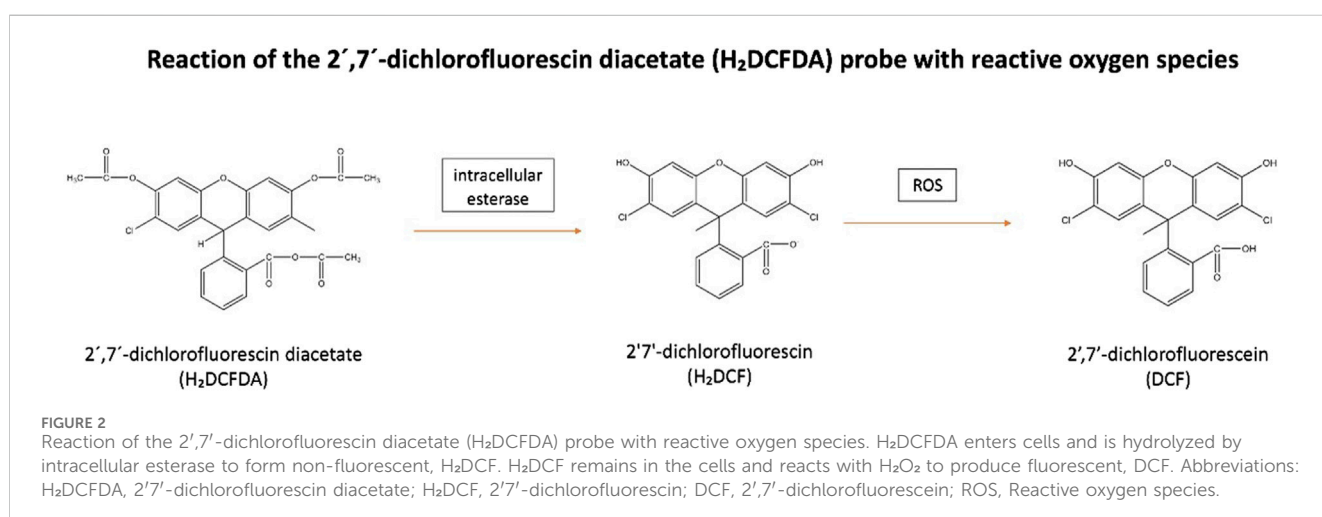 Reaction of the 2´,7´-dichlorofluorescin diacetate (H₂DCFDA) probe with reactive oxygen species
H₃C—C—O
O
O
O
O—C—CH₃
Cl
H
C—O—C—CH₃
O
O
intracellular
esterase
HO
O
OH
Cl
Cl
C—O
O
ROS
HO
O
OH
Cl
Cl
C—OH
O
2´,7´-dichlorofluorescin diacetate
(H₂DCFDA)
2'7'-dichlorofluorescin
(H₂DCF)
2’,7’-dichlorofluorescein
(DCF)
FIGURE 2
Reaction of the 2′,7′-dichlorofluorescin diacetate (H₂DCFDA) probe with reactive oxygen species. H₂DCFDA enters cells and is hydrolyzed by
intracellular esterase to form non-fluorescent, H₂DCF. H₂DCF remains in the cells and reacts with H₂O₂ to produce fluorescent, DCF. Abbreviations:
H₂DCFDA, 2′7′-dichlorofluorescin diacetate; H₂DCF, 2′7′-dichlorofluorescin; DCF, 2′,7′-dichlorofluorescein; ROS, Reactive oxygen species.